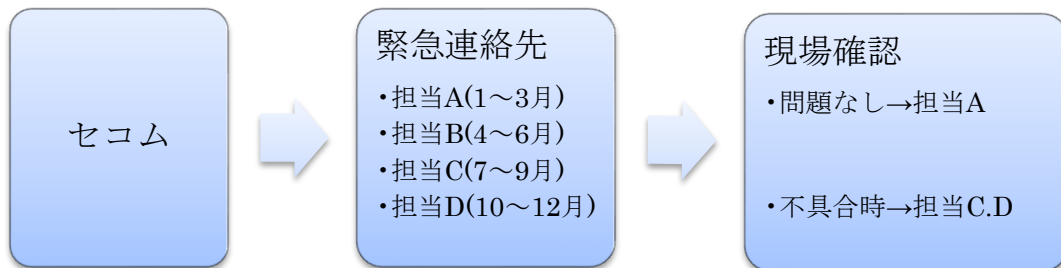 セコム
緊急連絡先
・担当A(1～3月)
・担当B(4～6月)
・担当C(7～9月)
・担当D(10～12月)
現場確認
・問題なし→担当A
・不具合時→担当C.D